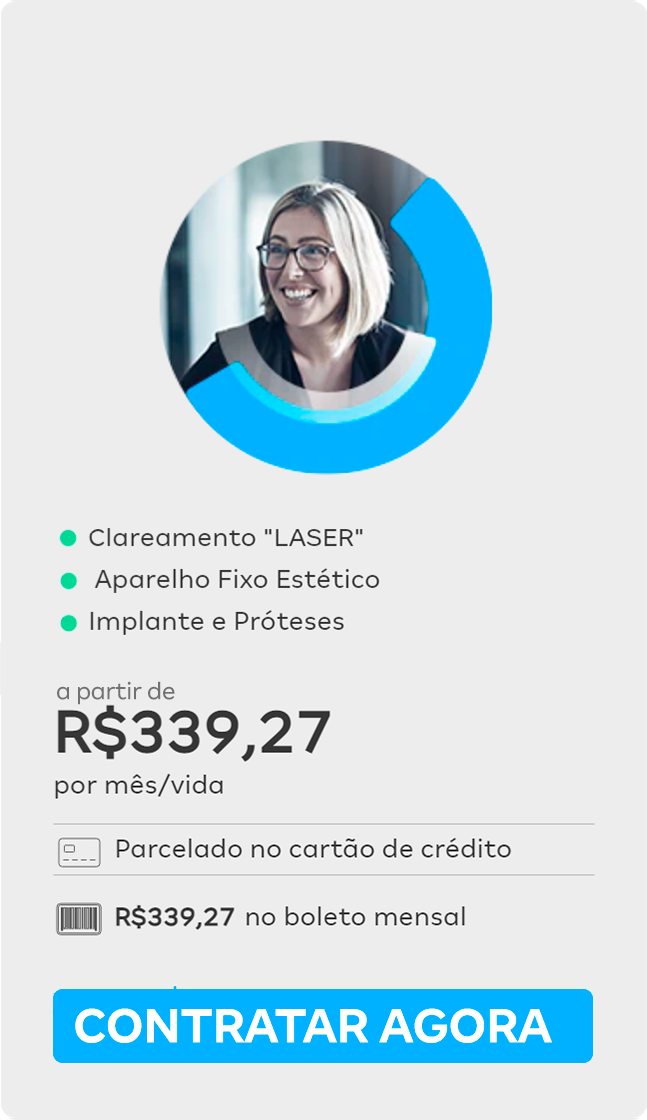 Clareamento "LASER"
Aparelho Fixo Estético
Implante e Próteses
a partir de
R$339,27
por mês/vida
Parcelado no cartão de crédito
R$339,27 no boleto mensal
CONTRATAR AGORA